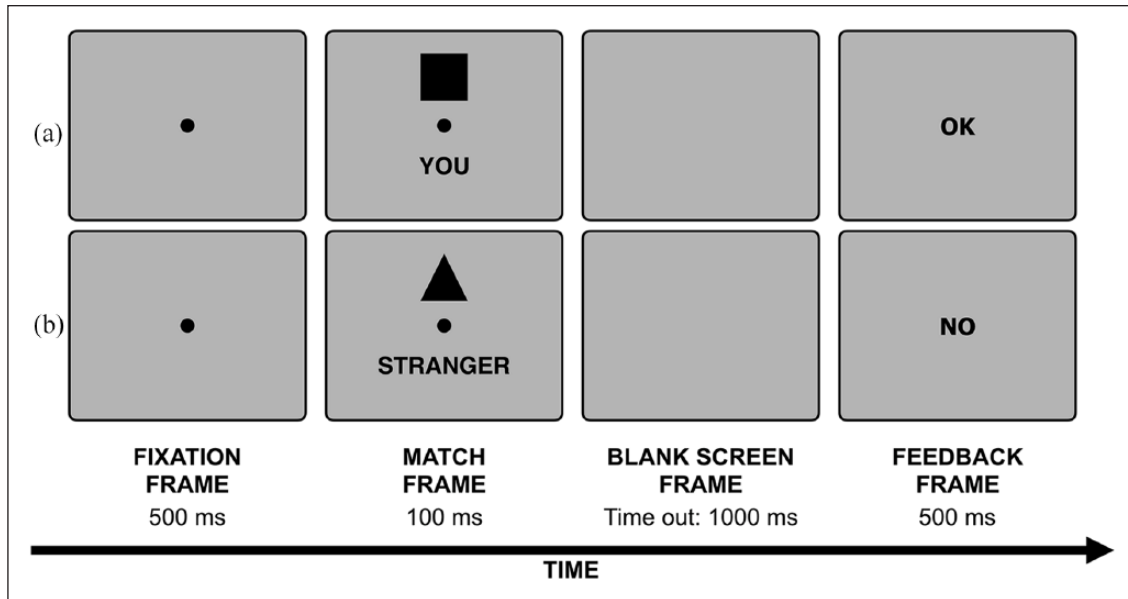 (a)
YOU
OK
(b)
STRANGER
NO
FIXATION
FRAME
500 ms
MATCH
FRAME
100 ms
BLANK SCREEN
FRAME
Time out: 1000 ms
FEEDBACK
FRAME
500 ms
TIME